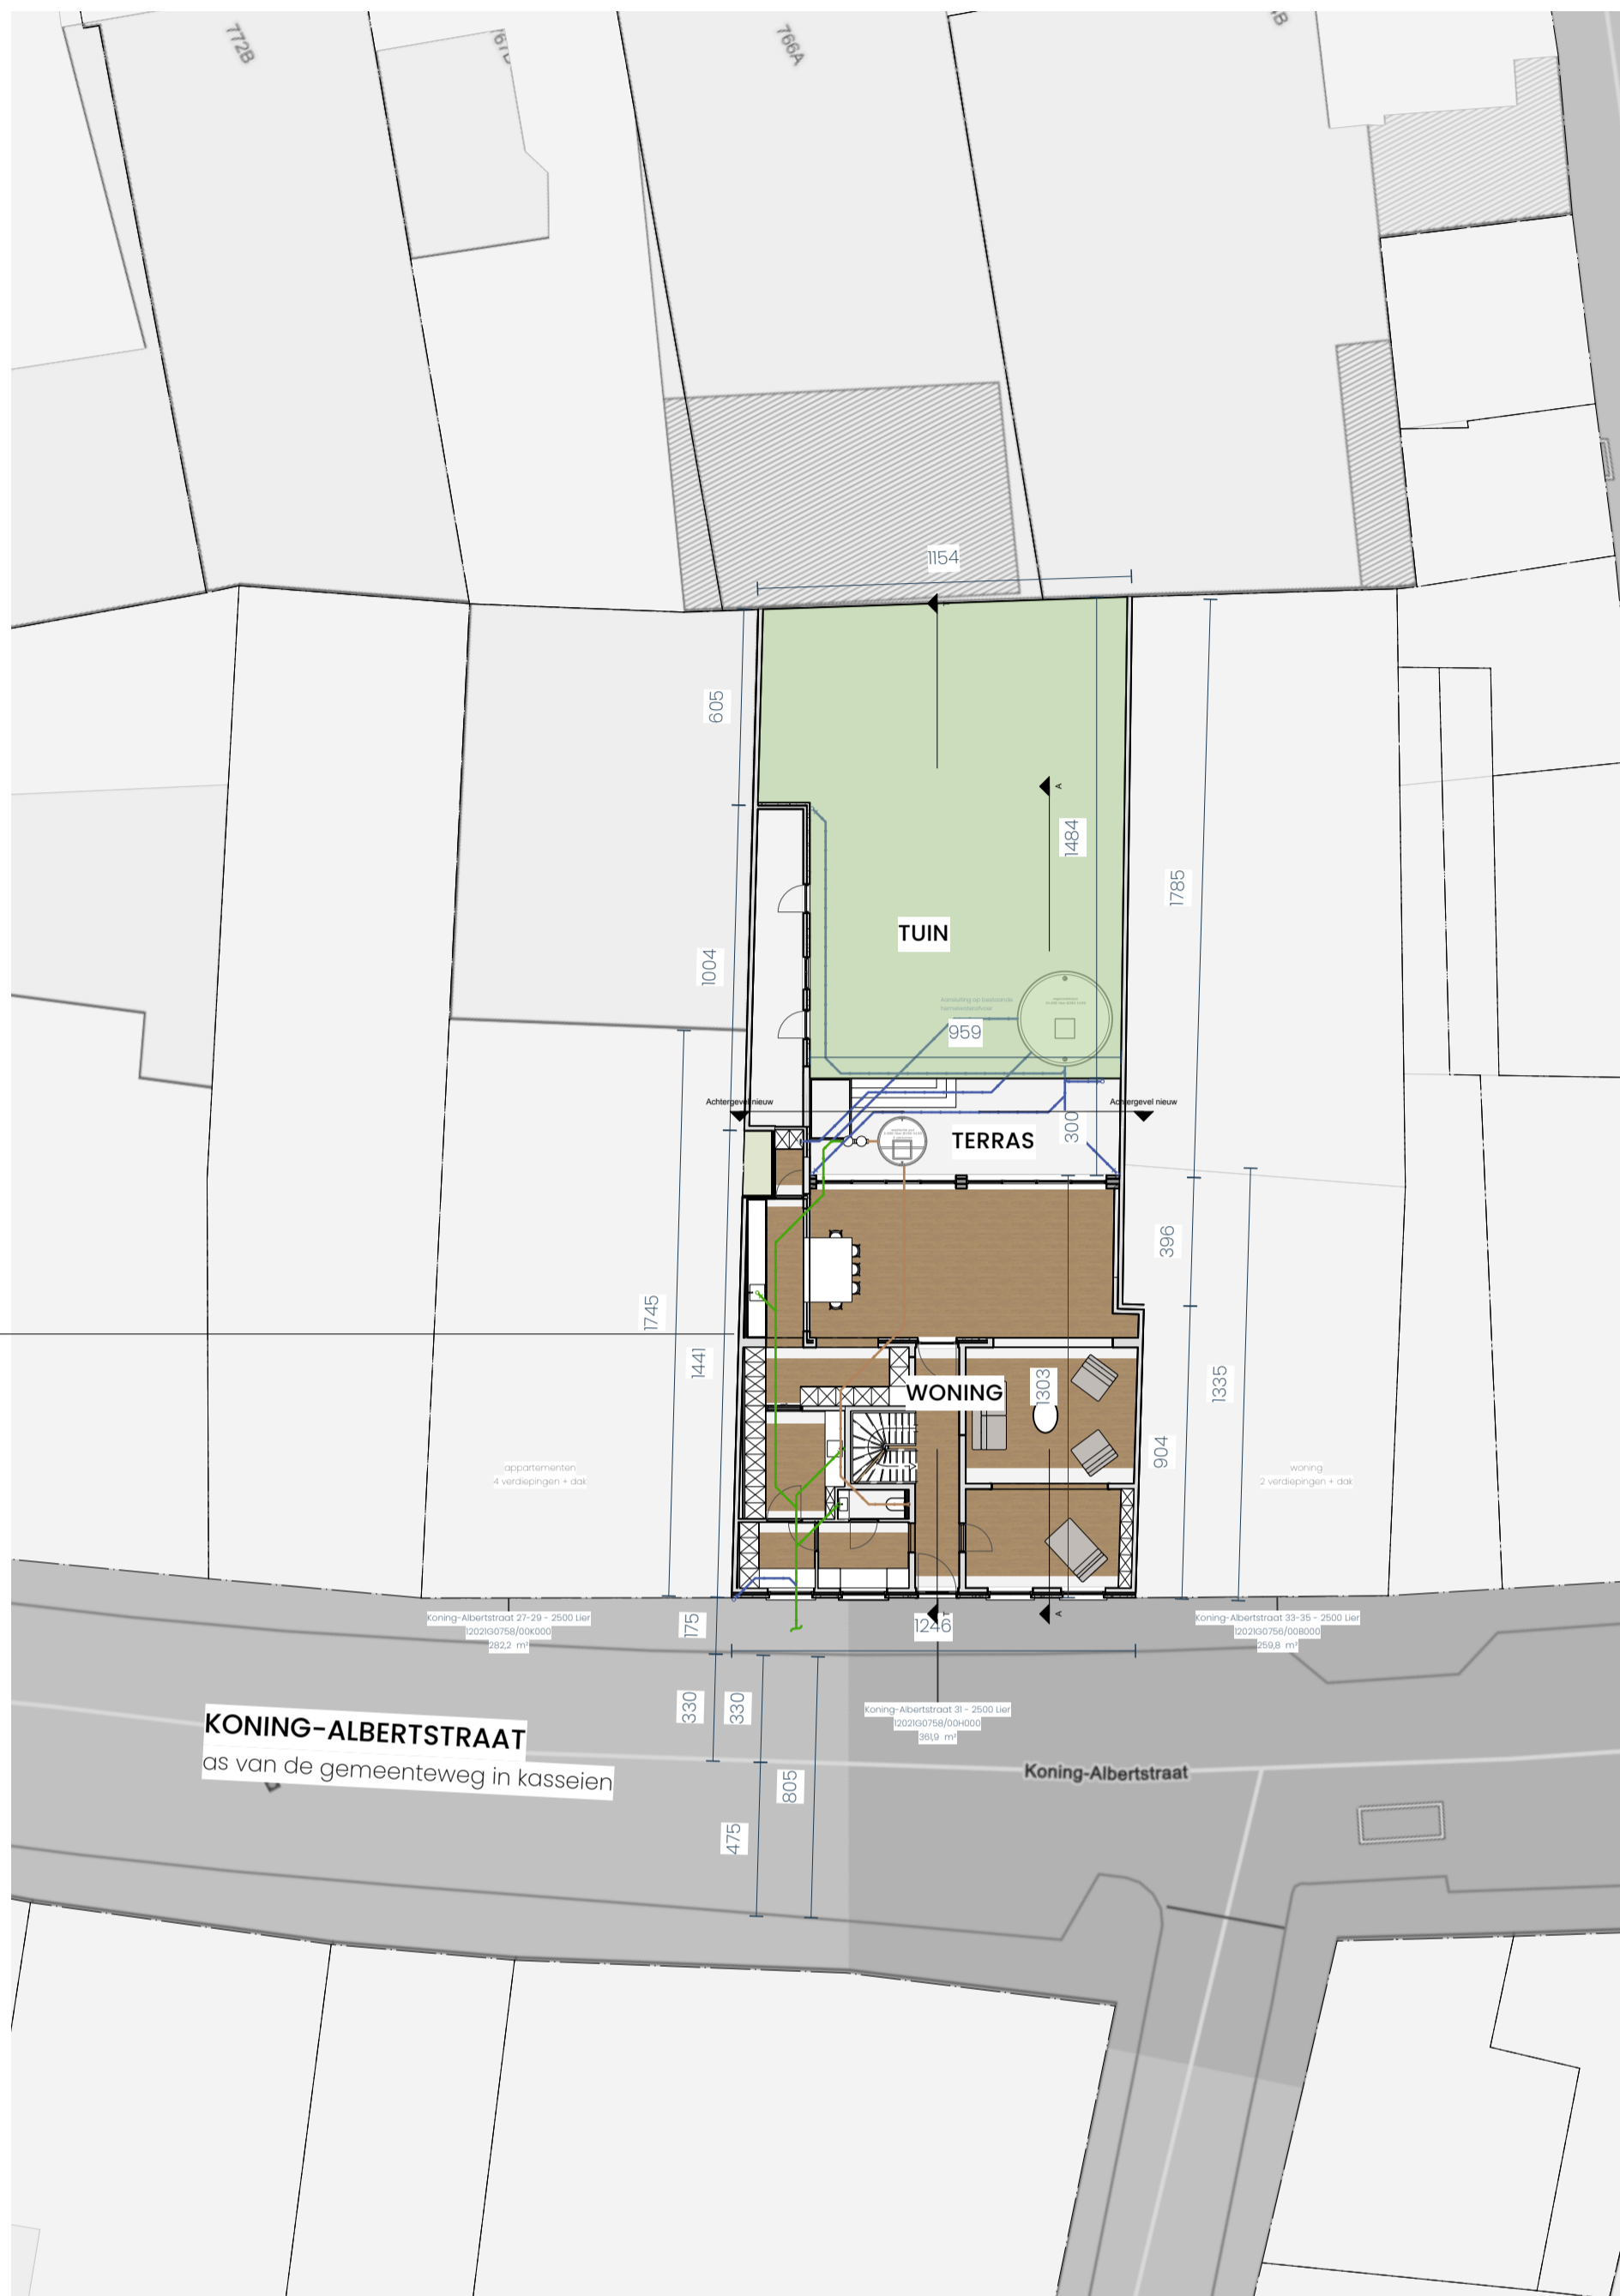 772B
766A
1154
605
1484
1785
TUIN
1004
Aansluiting op bestaande
hemelwaterafvoer
959
Achtergevel nieuw
Achtergevel nieuw
300
TERRAS
396
1745
1441
WONING
1303
1335
904
appartementen
4 verdiepingen + dak
woning
2 verdiepingen + dak
A
A
Koning-Albertstraat 27-29 - 2500 Lier
12021G0758/00K000
282,2 m²
175
1246
Koning-Albertstraat 33-35 - 2500 Lier
12021G0756/00B000
259,8 m²
330
330
Koning-Albertstraat 31 - 2500 Lier
12021G0758/00H000
361,9 m²
KONING-ALBERTSTRAAT
as van de gemeenteweg in kasseien
Koning-Albertstraat
805
475